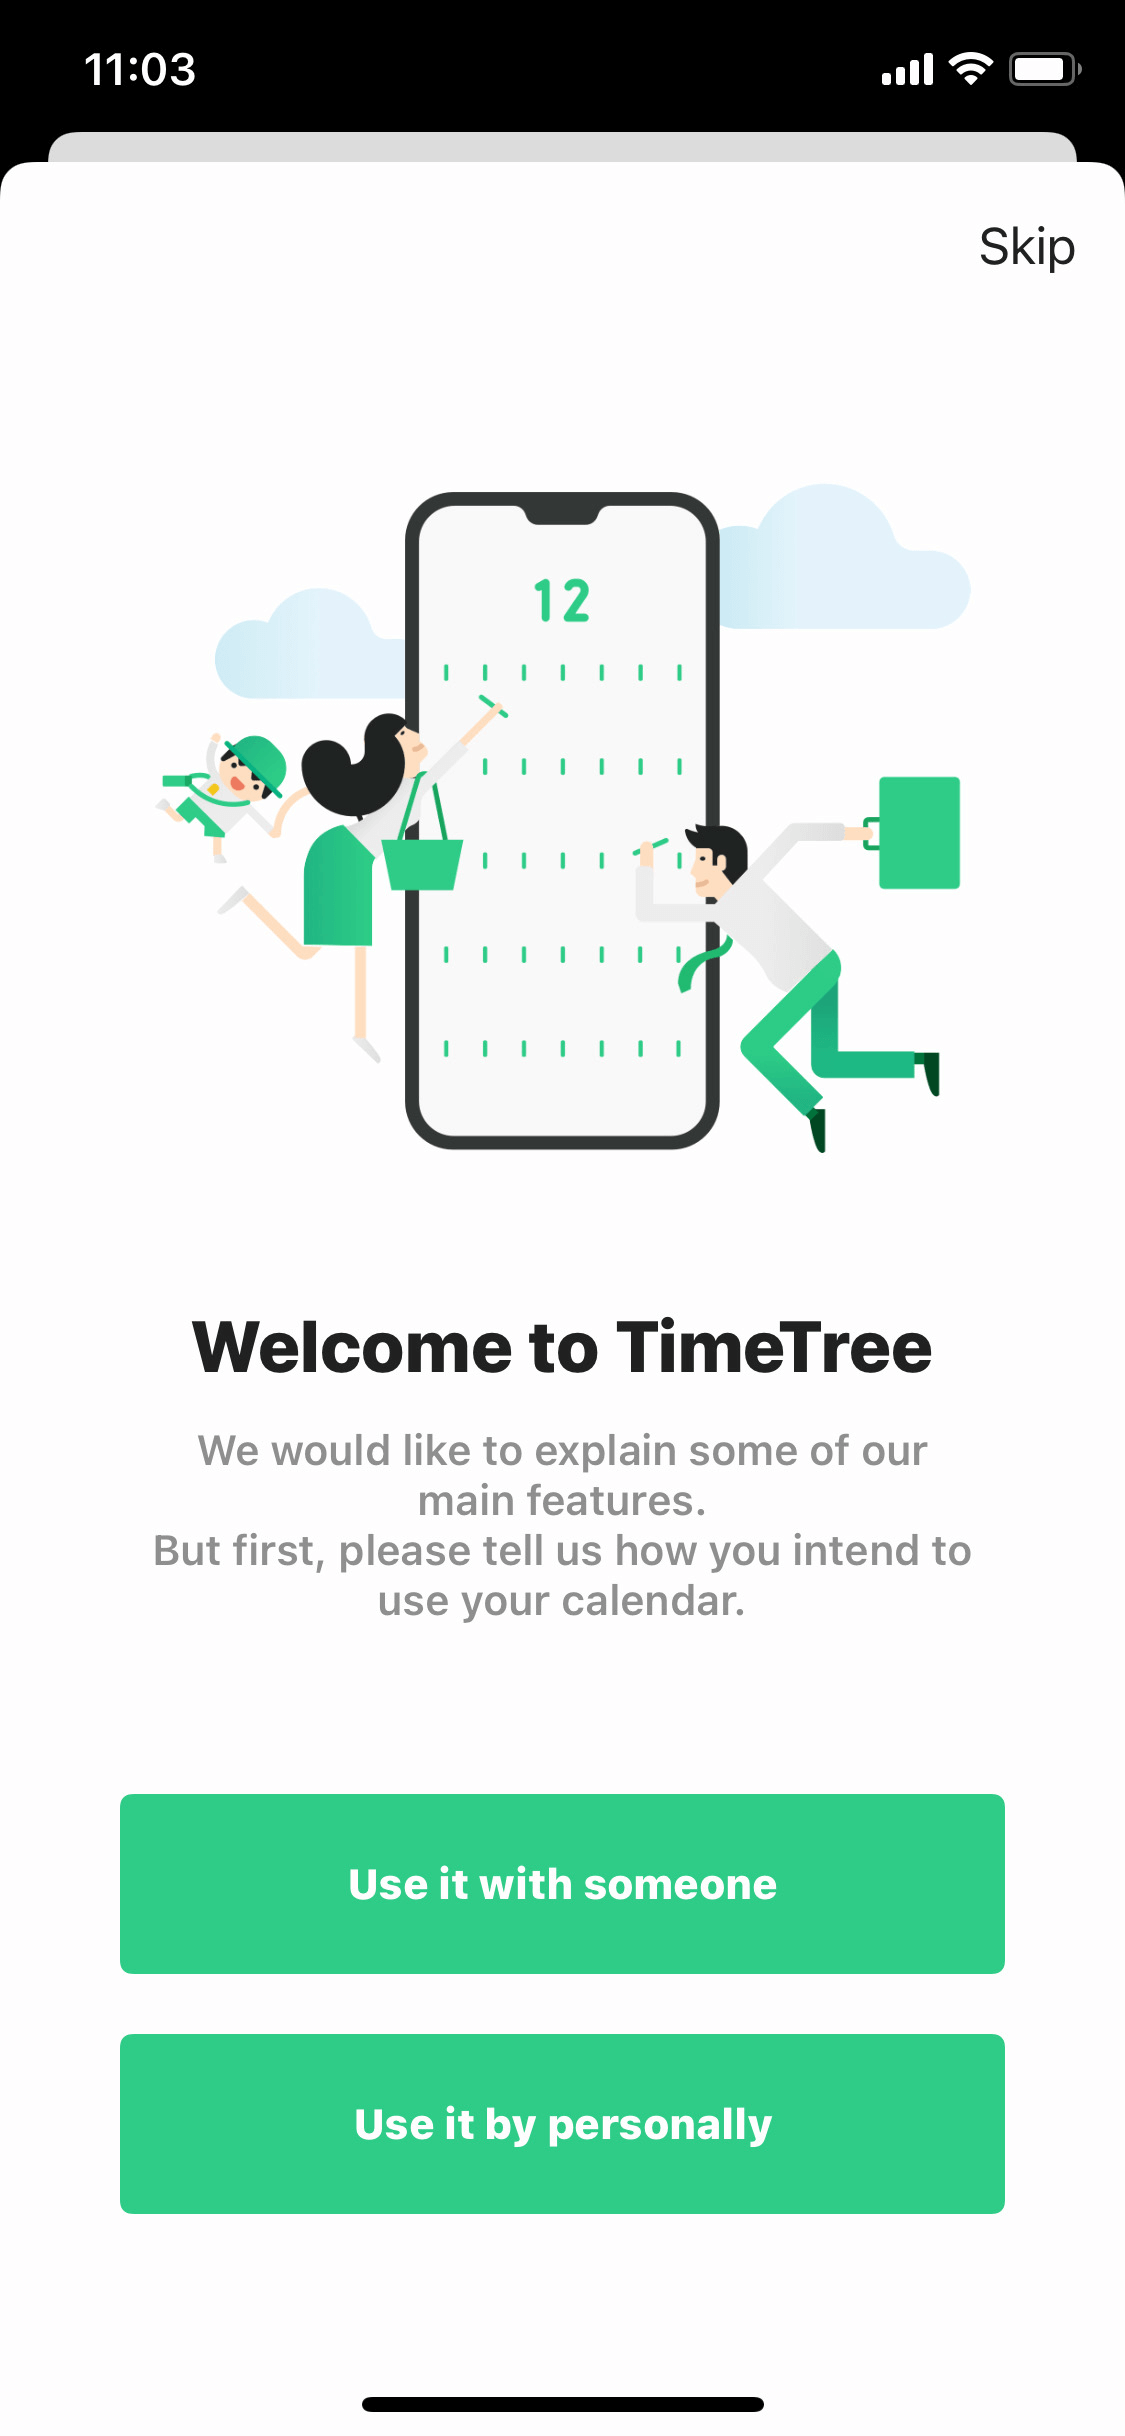 11:03
Skip
12
Welcome to TimeTree
We would like to explain some of our
main features.
But first, please tell us how you intend to
use your calendar.
Use it with someone
Use it by personally